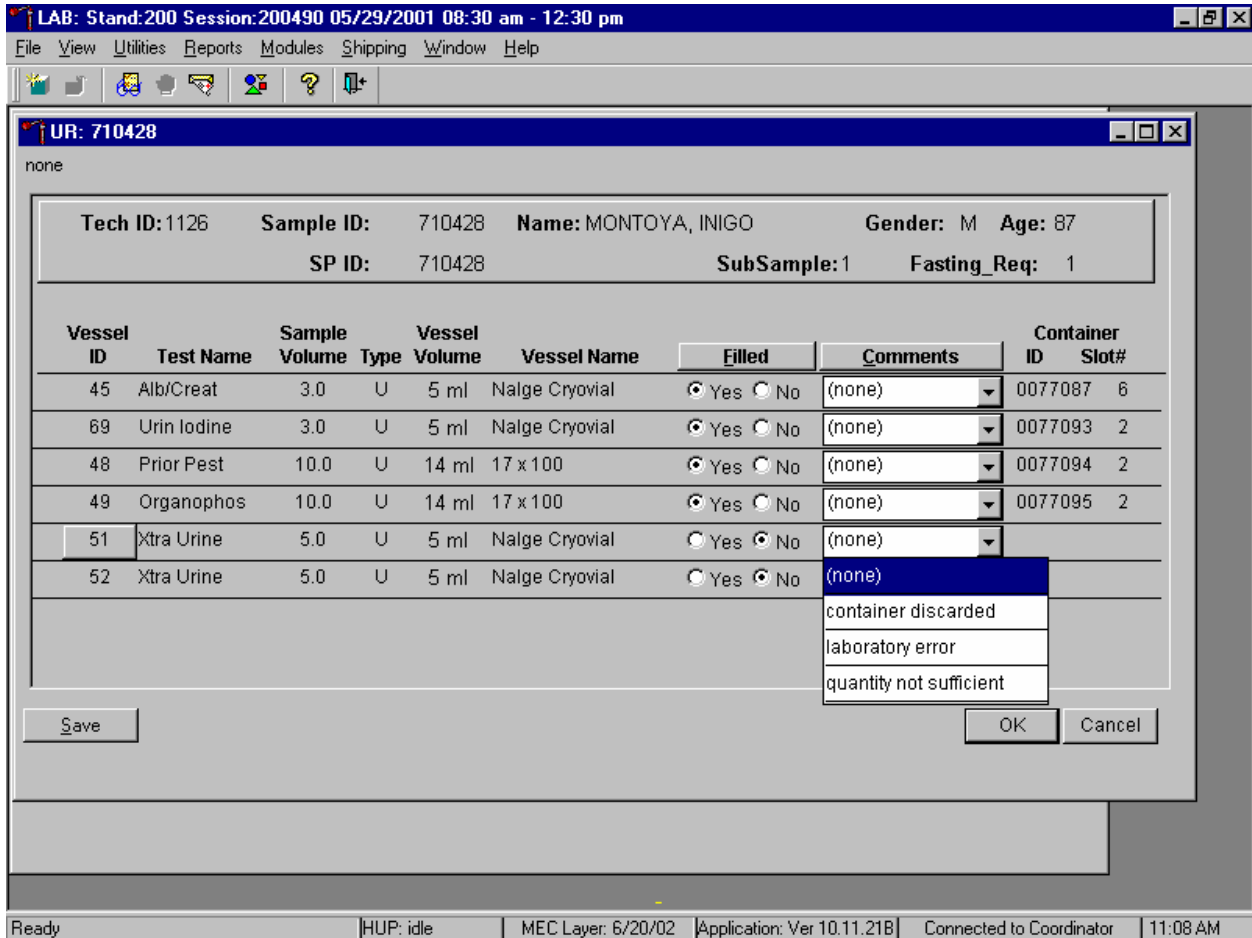 LAB: Stand:200 Session:200490 05/29/2001 08:30 am - 12:30 pm
File View Utilities Reports Modules Shipping Window Help
UR: 710428
none
Tech ID: 1126 Sample ID: 710428 Name: MONTOYA, INIGO Gender: M Age: 87
SP ID: 710428 SubSample: 1 Fasting_Req: 1
Vessel Sample Vessel Container
ID Test Name Volume Type Volume Vessel Name Filled Comments ID Slot#
45 Alb/Creat 3.0 U 5 ml Nalge Cryovial Yes No (none) 0077087 6
69 Urin Iodine 3.0 U 5 ml Nalge Cryovial Yes No (none) 0077093 2
48 Prior Pest 10.0 U 14 ml 17 x 100 Yes No (none) 0077094 2
49 Organophos 10.0 U 14 ml 17 x 100 Yes No (none) 0077095 2
51 Xtra Urine 5.0 U 5 ml Nalge Cryovial Yes No (none)
52 Xtra Urine 5.0 U 5 ml Nalge Cryovial Yes No (none)
container discarded
laboratory error
quantity not sufficient
Save OK Cancel
Ready HUP: idle MEC Layer: 6/20/02 Application: Ver 10.11.21B Connected to Coordinator 11:08 AM